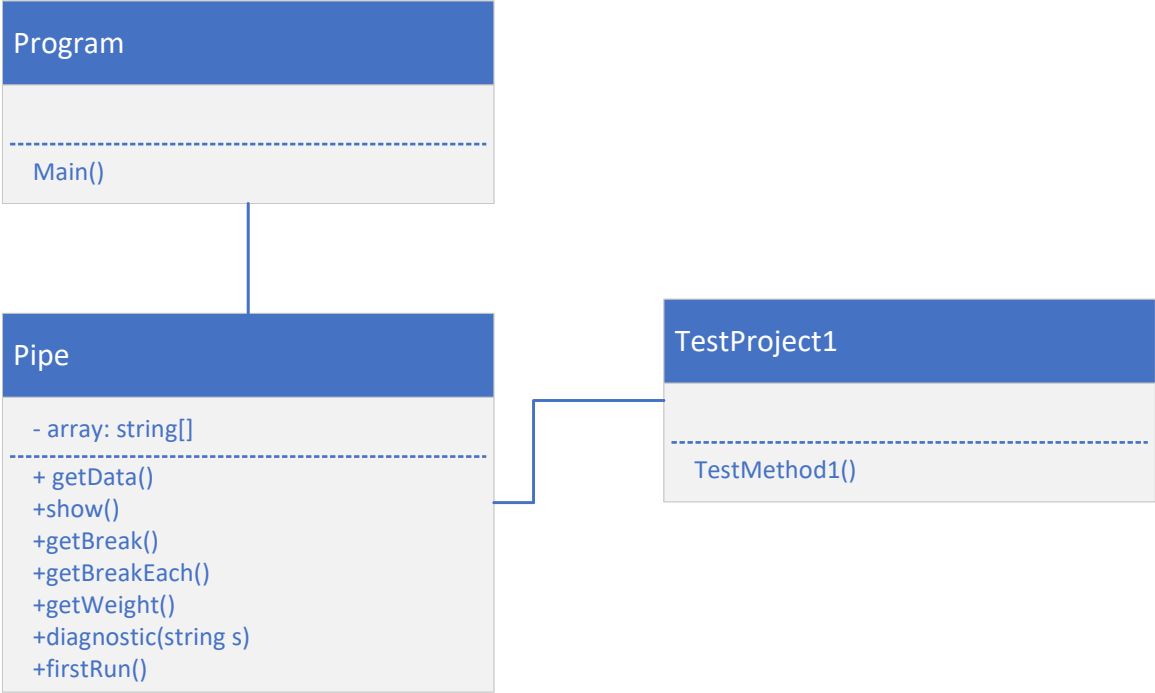 Program
Main()
Pipe
- array: string[]
+ getData()
+show()
+getBreak()
+getBreakEach()
+getWeight()
+diagnostic(string s)
+firstRun()
TestProject1
TestMethod1()